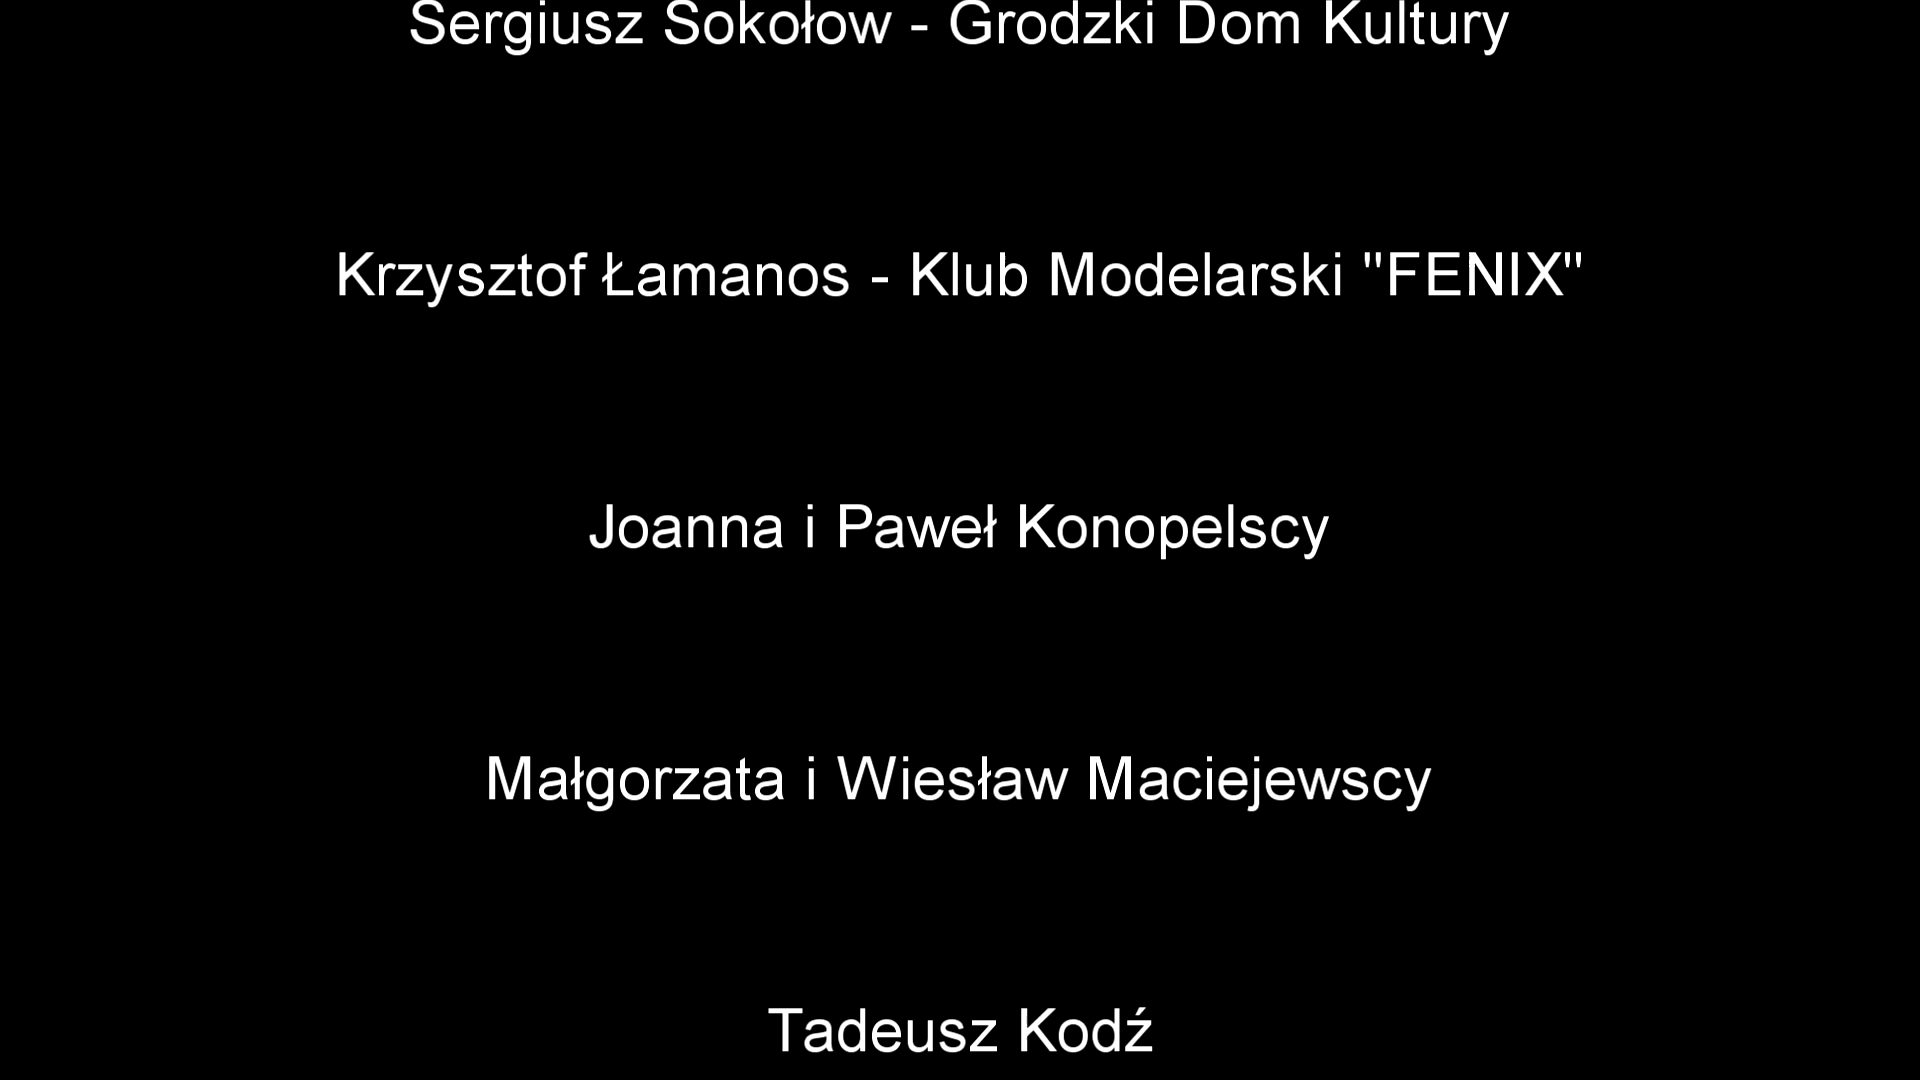 Sergiusz Sokołow - Grodzki Dom Kultury
Krzysztof Łamanos - Klub Modelarski "FENIX"
Joanna i Paweł Konopelscy
Małgorzata i Wiesław Maciejewscy
Tadeusz Kodź